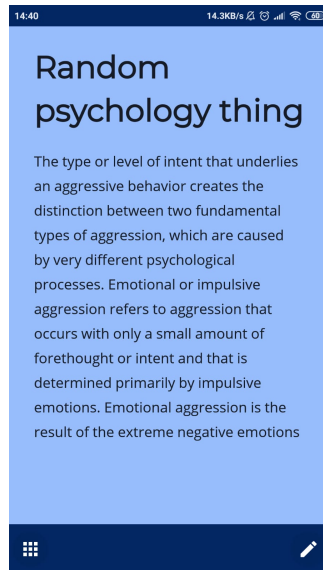 14:40
14.3KB/s
60
Random
psychology thing
The type or level of intent that underlies
an aggressive behavior creates the
distinction between two fundamental
types of aggression, which are caused
by very different psychological
processes. Emotional or impulsive
aggression refers to aggression that
occurs with only a small amount of
forethought or intent and that is
determined primarily by impulsive
emotions. Emotional aggression is the
result of the extreme negative emotions